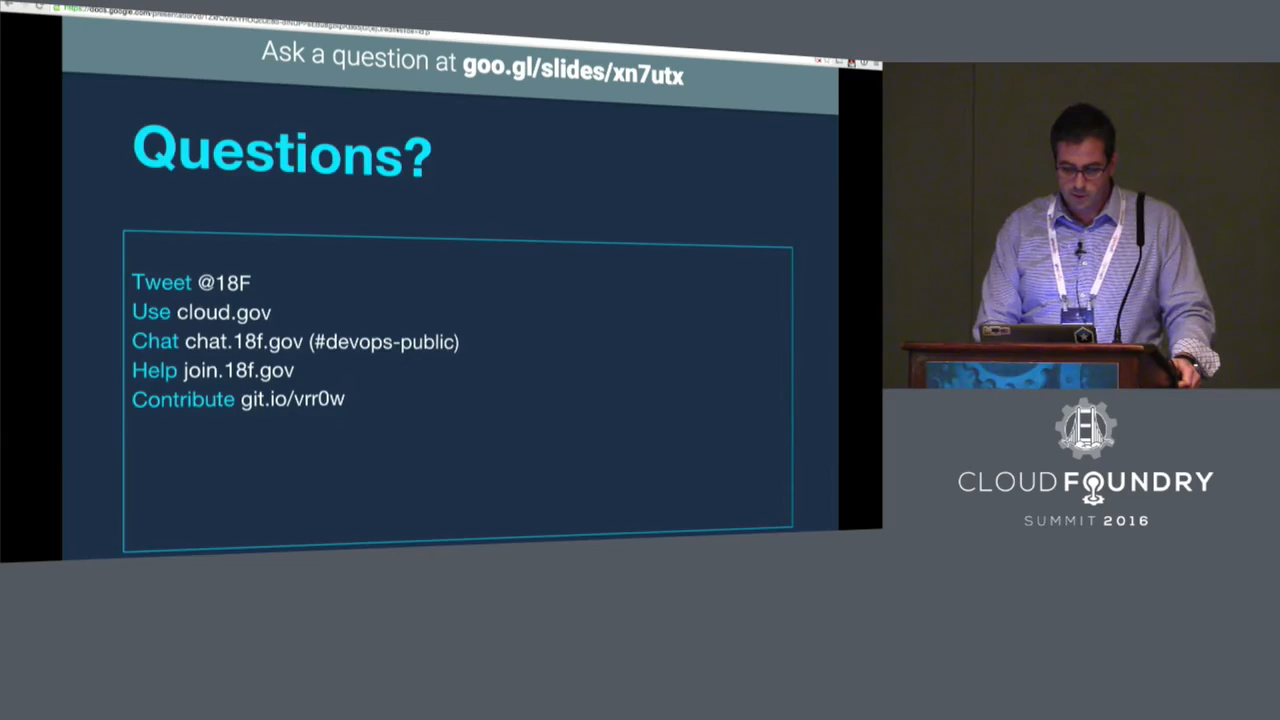 Ask a question at goo.gl/slides/xn7utx
Questions?
Tweet @18F
Use cloud.gov
Chat chat.18f.gov (#devops-public)
Help join.18f.gov
Contribute git.io/vrr0w
CLOUD FOUNDRY
SUMMIT 2016